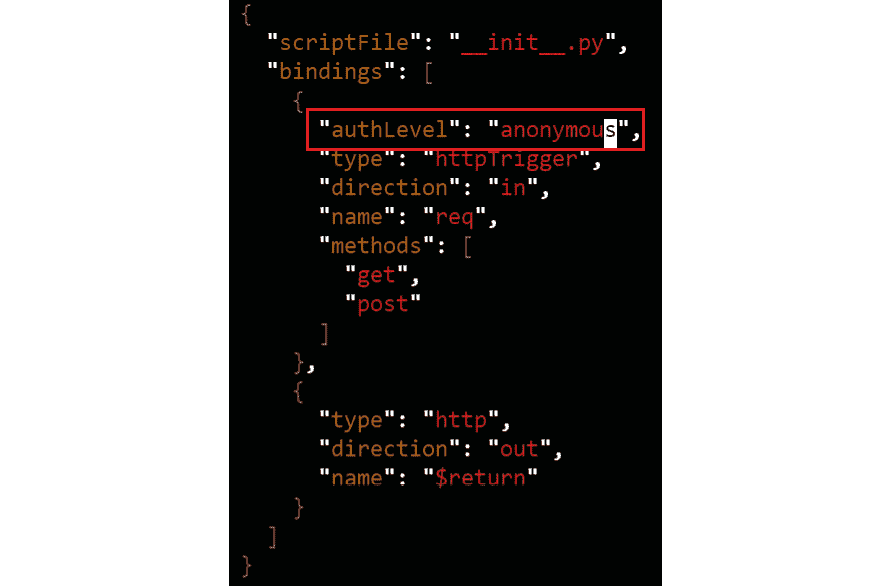 {
  "scriptFile": "__init__.py",
  "bindings": [
    {
      "authLevel": "anonymous",
      "type": "httpTrigger",
      "direction": "in",
      "name": "req",
      "methods": [
        "get",
        "post"
      ]
    },
    {
      "type": "http",
      "direction": "out",
      "name": "$return"
    }
  ]
}